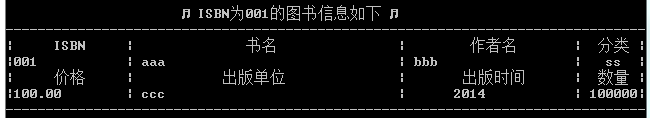 ♫ ISBN为001的图书信息如下 ♫
¦ ISBN ¦ 书名 ¦ 作者名 ¦ 分类 ¦
¦001 ¦ aaa ¦ bbb ¦ ss ¦
¦ 价格 ¦ 出版单位 ¦ 出版时间 ¦ 数量 ¦
¦100.00 ¦ ccc ¦ 2014 ¦ 100000¦